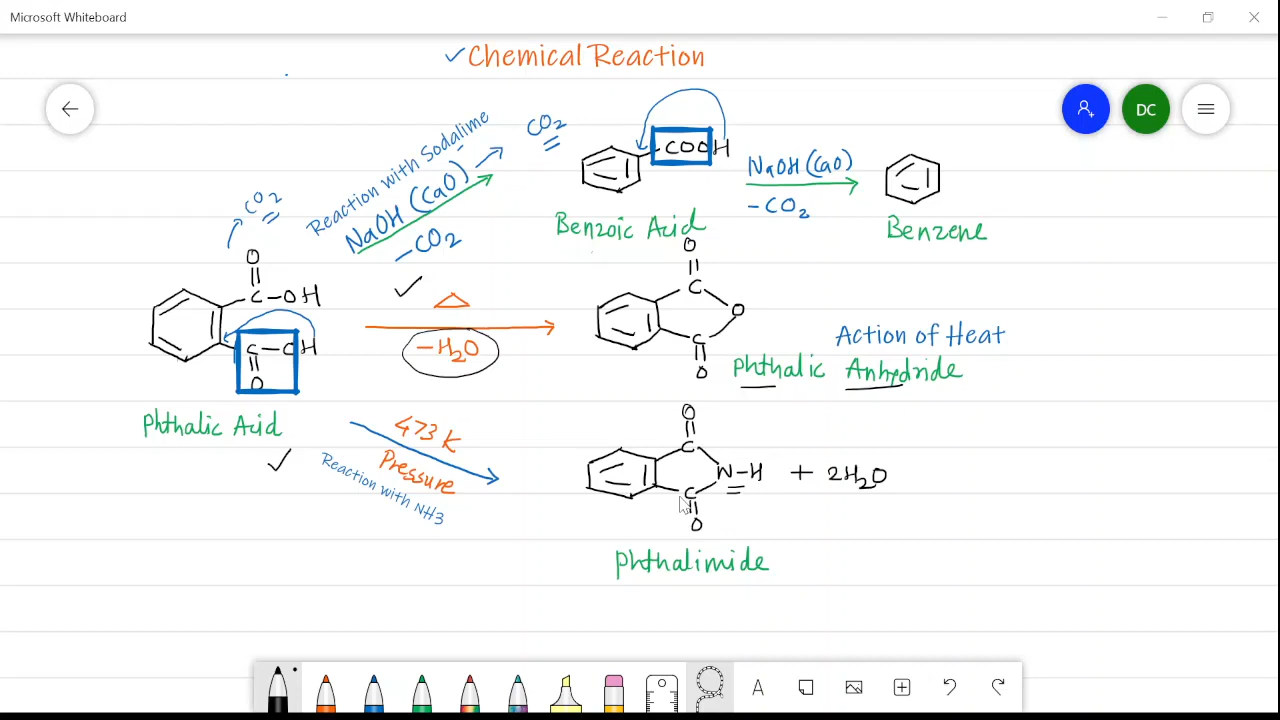 Microsoft Whiteboard
✓Chemical Reaction
DC
Reaction with Sodalime
NaOH (CaO)
-CO2
CO2
CO2
COOH
Benzoic Acid
NaOH (CaO)
-CO2
Benzene
O
C-OH
C-OH
O
Phthalic Acid
△
-H2O
O
C
O
C
O
Action of Heat
Phthalic Anhydride
473 K
Pressure
Reaction with NH3
O
C
N-H + 2H2O
C
O
Phthalimide
A